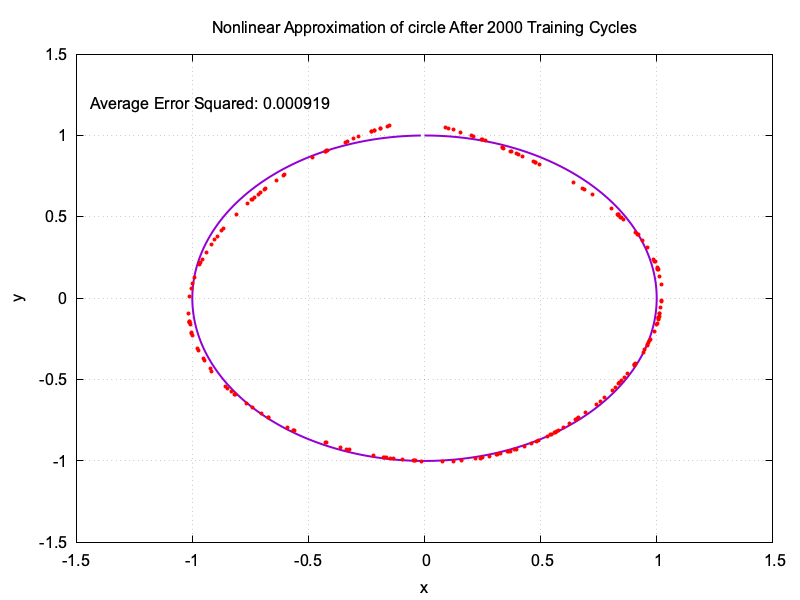 Nonlinear Approximation of circle After 2000 Training Cycles
1.5
Average Error Squared: 0.000919
1
0.5
y
0
-0.5
-1
-1.5
-1.5 -1 -0.5 0 0.5 1 1.5
x